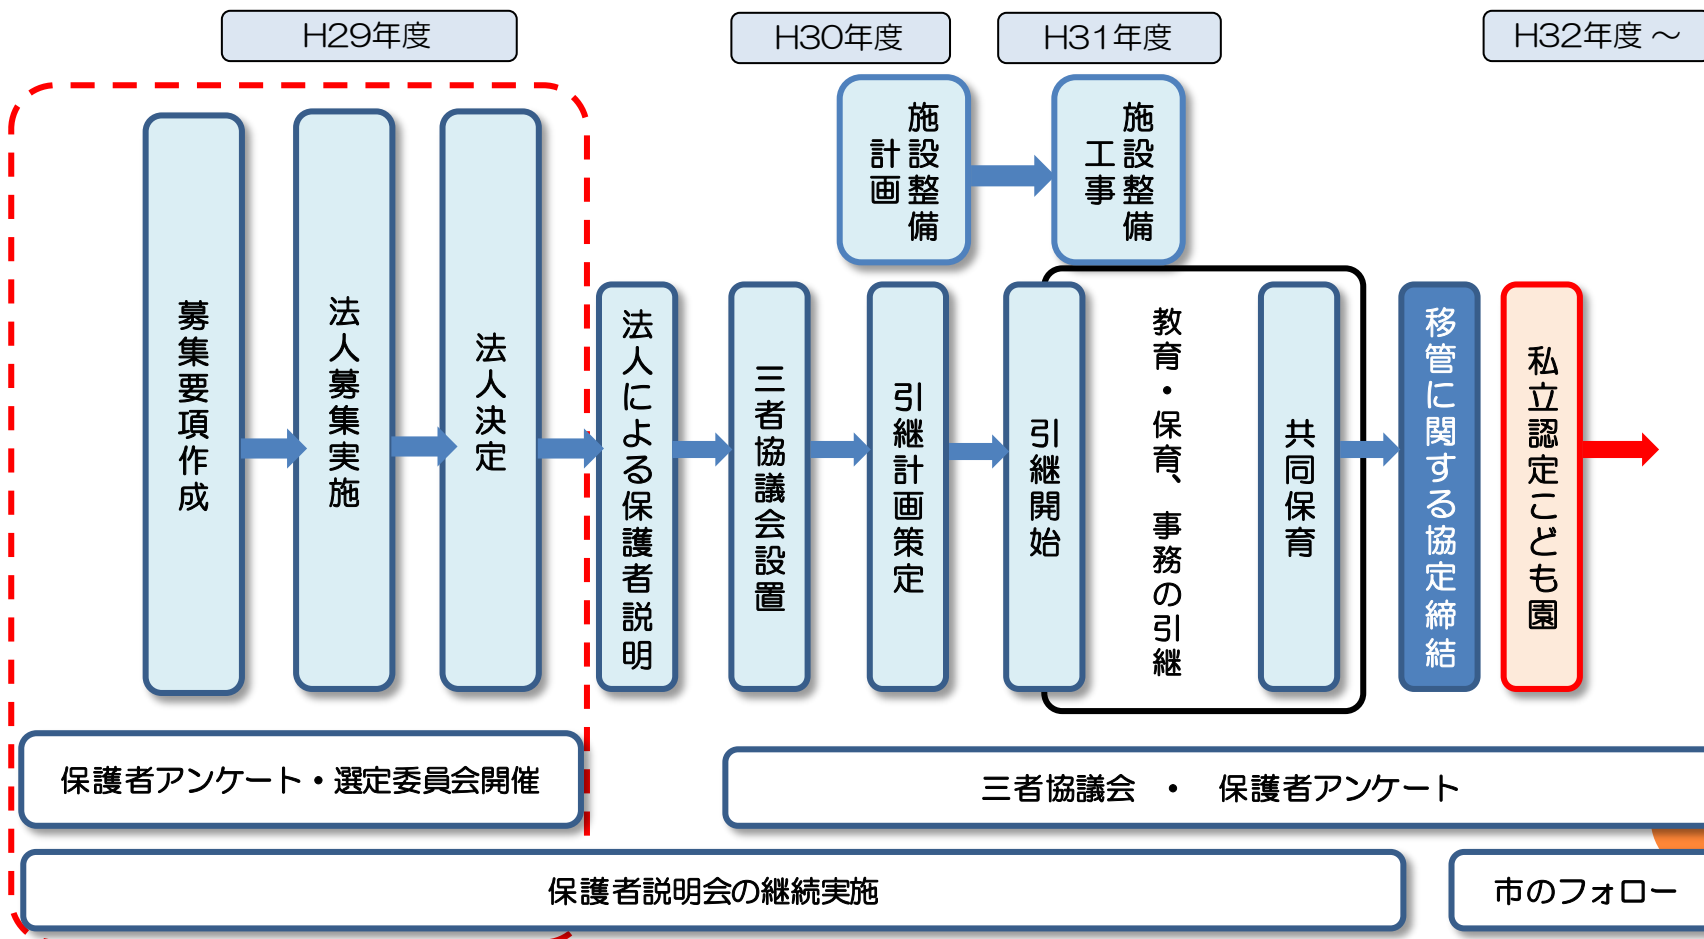 H29年度
H30年度
H31年度
H32年度 ～
施設整備
計画
施設整備
工事
募集要項作成
法人募集実施
法人決定
法人による保護者説明
三者協議会設置
引継計画策定
引継開始
教育・保育、事務の引継
共同保育
移管に関する協定締結
私立認定こども園
保護者アンケート・選定委員会開催
三者協議会 ・ 保護者アンケート
保護者説明会の継続実施
市のフォロー